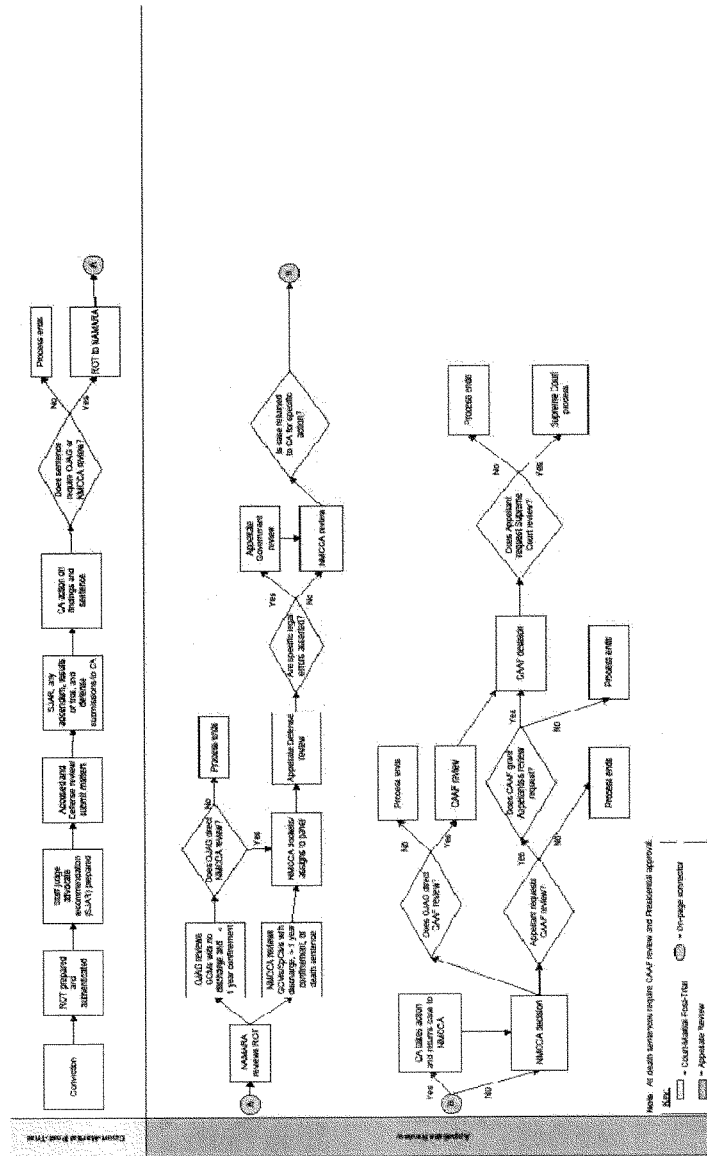 Court-Martial Post-Trial
Conviction
ROT prepared
and
authenticated
Staff judge
advocate
recommendation
(SJAR) prepared
Accused and
Defense review/
submit matters
SJAR, any
addendum, results
of trial, and
defense
submissions to CA
CA action on
findings and
sentence
Does sentence
require OJAG or
NMCCA review?
No
Process ends
Yes
ROT to NAMARA
A
Appellate Review
A
NAMARA
reviews ROT
OJAG reviews
GCMs with no
discharge and <
1 year confinement
NMCCA reviews
GCMs/SpCMs with
discharge, > 1 year
confinement, or
death sentence
Does OJAG direct
NMCCA review?
No
Process ends
Yes
NMCCA dockets/
assigns to panel
Appellate Defense
review
Are specific legal
errors asserted?
Yes
Appellate
Government
review
No
NMCCA review
Is case returned
to CA for specific
action?
B
B
Yes
CA takes action
and returns case to
NMCCA
No
NMCCA decision
Does OJAG direct
CAAF review?
No
Process ends
Yes
CAAF review
Appellant requests
CAAF review?
Yes
No
Process ends
Does CAAF grant
Appellant's review
request?
Yes
No
Process ends
CAAF decision
Does Appellant
request Supreme
Court review?
No
Process ends
Yes
Supreme Court
process
Note: All death sentences require CAAF review and Presidential approval.
Key:
= Court-Martial Post-Trial
= Appellate Review
= On-page connector